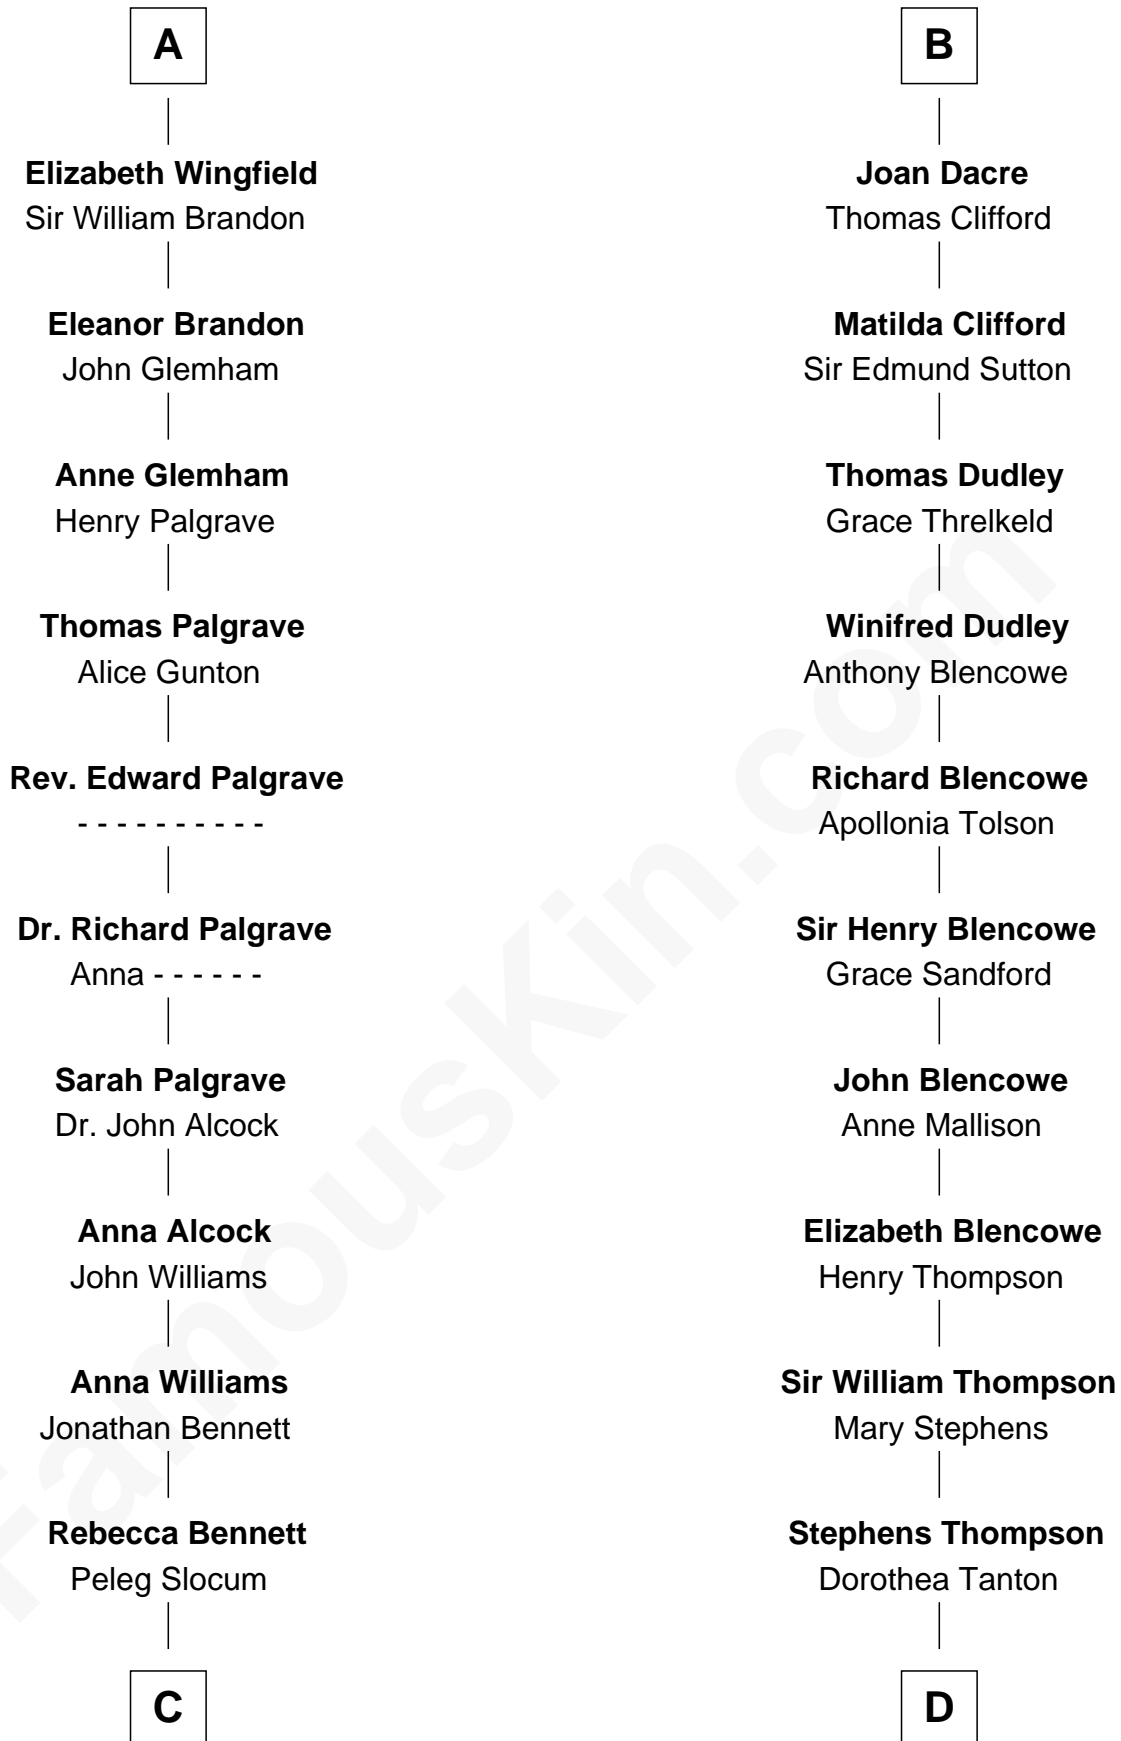 A
Elizabeth Wingfield
Sir William Brandon
Eleanor Brandon
John Glemham
Anne Glemham
Henry Palgrave
Thomas Palgrave
Alice Gunton
Rev. Edward Palgrave
- - - - - - - - - -
Dr. Richard Palgrave
Anna - - - - - -
Sarah Palgrave
Dr. John Alcock
Anna Alcock
John Williams
Anna Williams
Jonathan Bennett
Rebecca Bennett
Peleg Slocum
C
B
Joan Dacre
Thomas Clifford
Matilda Clifford
Sir Edmund Sutton
Thomas Dudley
Grace Threlkeld
Winifred Dudley
Anthony Blencowe
Richard Blencowe
Apollonia Tolson
Sir Henry Blencowe
Grace Sandford
John Blencowe
Anne Mallison
Elizabeth Blencowe
Henry Thompson
Sir William Thompson
Mary Stephens
Stephens Thompson
Dorothea Tanton
D
FamousKin.com